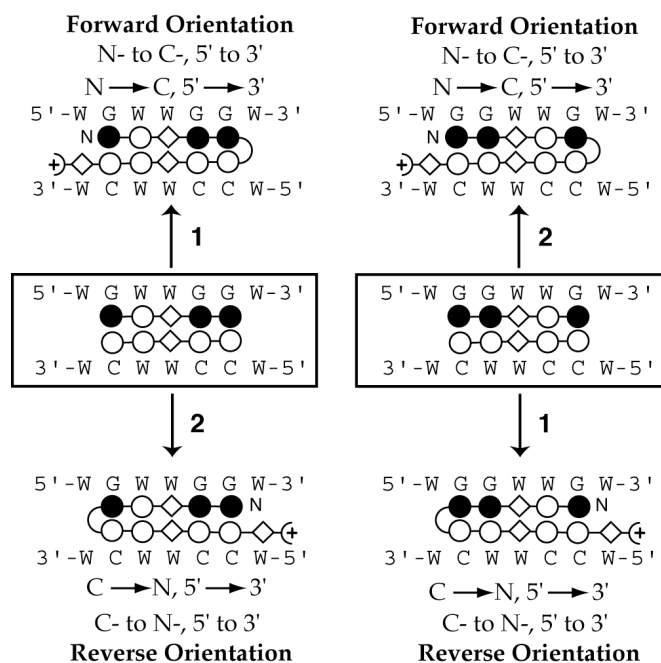 Forward Orientation
N- to C-, 5' to 3'
N → C, 5' → 3'
5'-W G W W G G W-3'
N
+
3'-W C W W C C W-5'
1
5'-W G W W G G W-3'
3'-W C W W C C W-5'
2
5'-W G W W G G W-3'
N
+
3'-W C W W C C W-5'
C → N, 5' → 3'
C- to N-, 5' to 3'
Reverse Orientation
Forward Orientation
N- to C-, 5' to 3'
N → C, 5' → 3'
5'-W G G W W G W-3'
N
+
3'-W C C W W C W-5'
2
5'-W G G W W G W-3'
3'-W C C W W C W-5'
1
5'-W G G W W G W-3'
N
+
3'-W C C W W C W-5'
C → N, 5' → 3'
C- to N-, 5' to 3'
Reverse Orientation